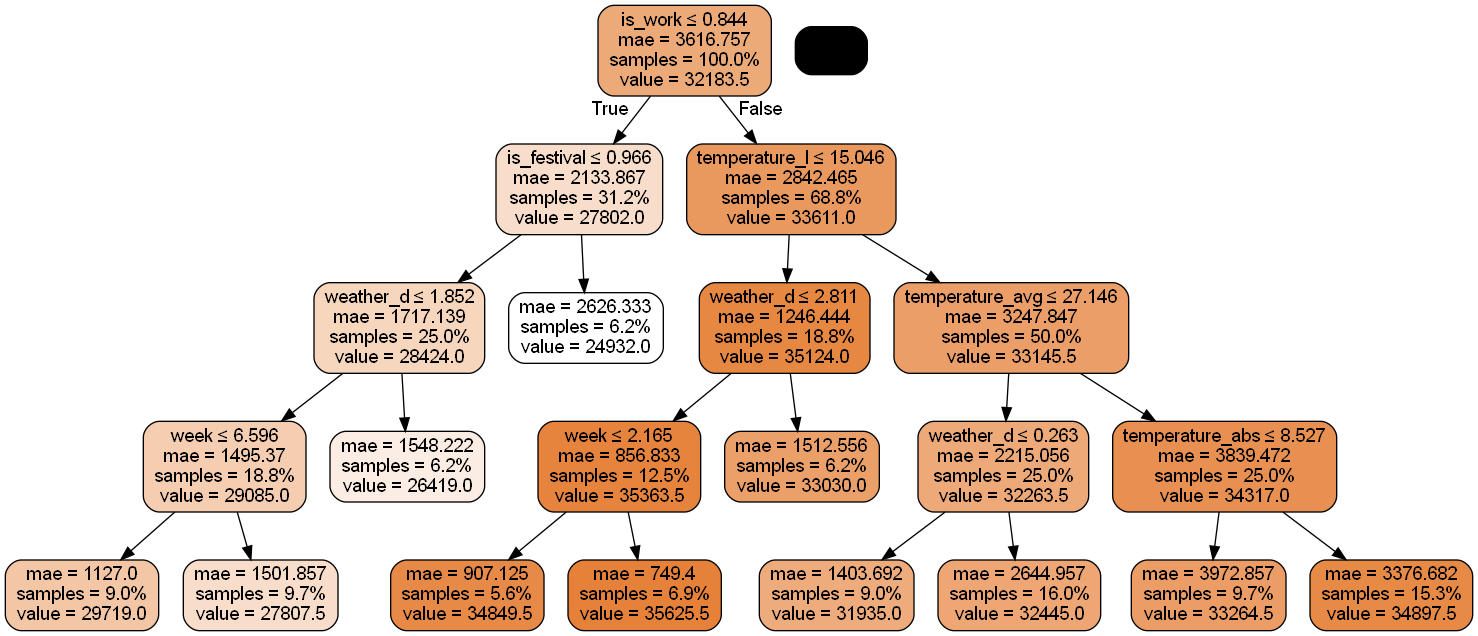 is_work ≤ 0.844
mae = 3616.757
samples = 100.0%
value = 32183.5
True
False
is_festival ≤ 0.966
mae = 2133.867
samples = 31.2%
value = 27802.0
temperature_l ≤ 15.046
mae = 2842.465
samples = 68.8%
value = 33611.0
weather_d ≤ 1.852
mae = 1717.139
samples = 25.0%
value = 28424.0
mae = 2626.333
samples = 6.2%
value = 24932.0
weather_d ≤ 2.811
mae = 1246.444
samples = 18.8%
value = 35124.0
temperature_avg ≤ 27.146
mae = 3247.847
samples = 50.0%
value = 33145.5
week ≤ 6.596
mae = 1495.37
samples = 18.8%
value = 29085.0
mae = 1548.222
samples = 6.2%
value = 26419.0
week ≤ 2.165
mae = 856.833
samples = 12.5%
value = 35363.5
mae = 1512.556
samples = 6.2%
value = 33030.0
weather_d ≤ 0.263
mae = 2215.056
samples = 25.0%
value = 32263.5
temperature_abs ≤ 8.527
mae = 3839.472
samples = 25.0%
value = 34317.0
mae = 1127.0
samples = 9.0%
value = 29719.0
mae = 1501.857
samples = 9.7%
value = 27807.5
mae = 907.125
samples = 5.6%
value = 34849.5
mae = 749.4
samples = 6.9%
value = 35625.5
mae = 1403.692
samples = 9.0%
value = 31935.0
mae = 2644.957
samples = 16.0%
value = 32445.0
mae = 3972.857
samples = 9.7%
value = 33264.5
mae = 3376.682
samples = 15.3%
value = 34897.5